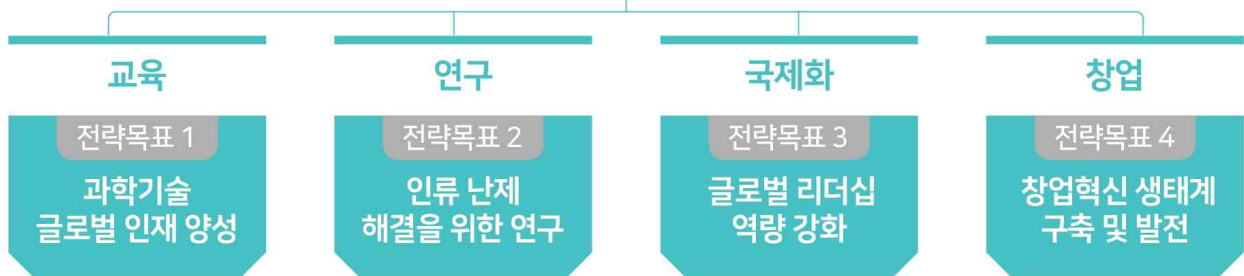 교육
연구
국제화
창업
전략목표 1
전략목표 2
전략목표 3
전략목표 4
과학기술
글로벌 인재 양성
인류 난제
해결을 위한 연구
글로벌 리더십
역량 강화
창업혁신 생태계
구축 및 발전